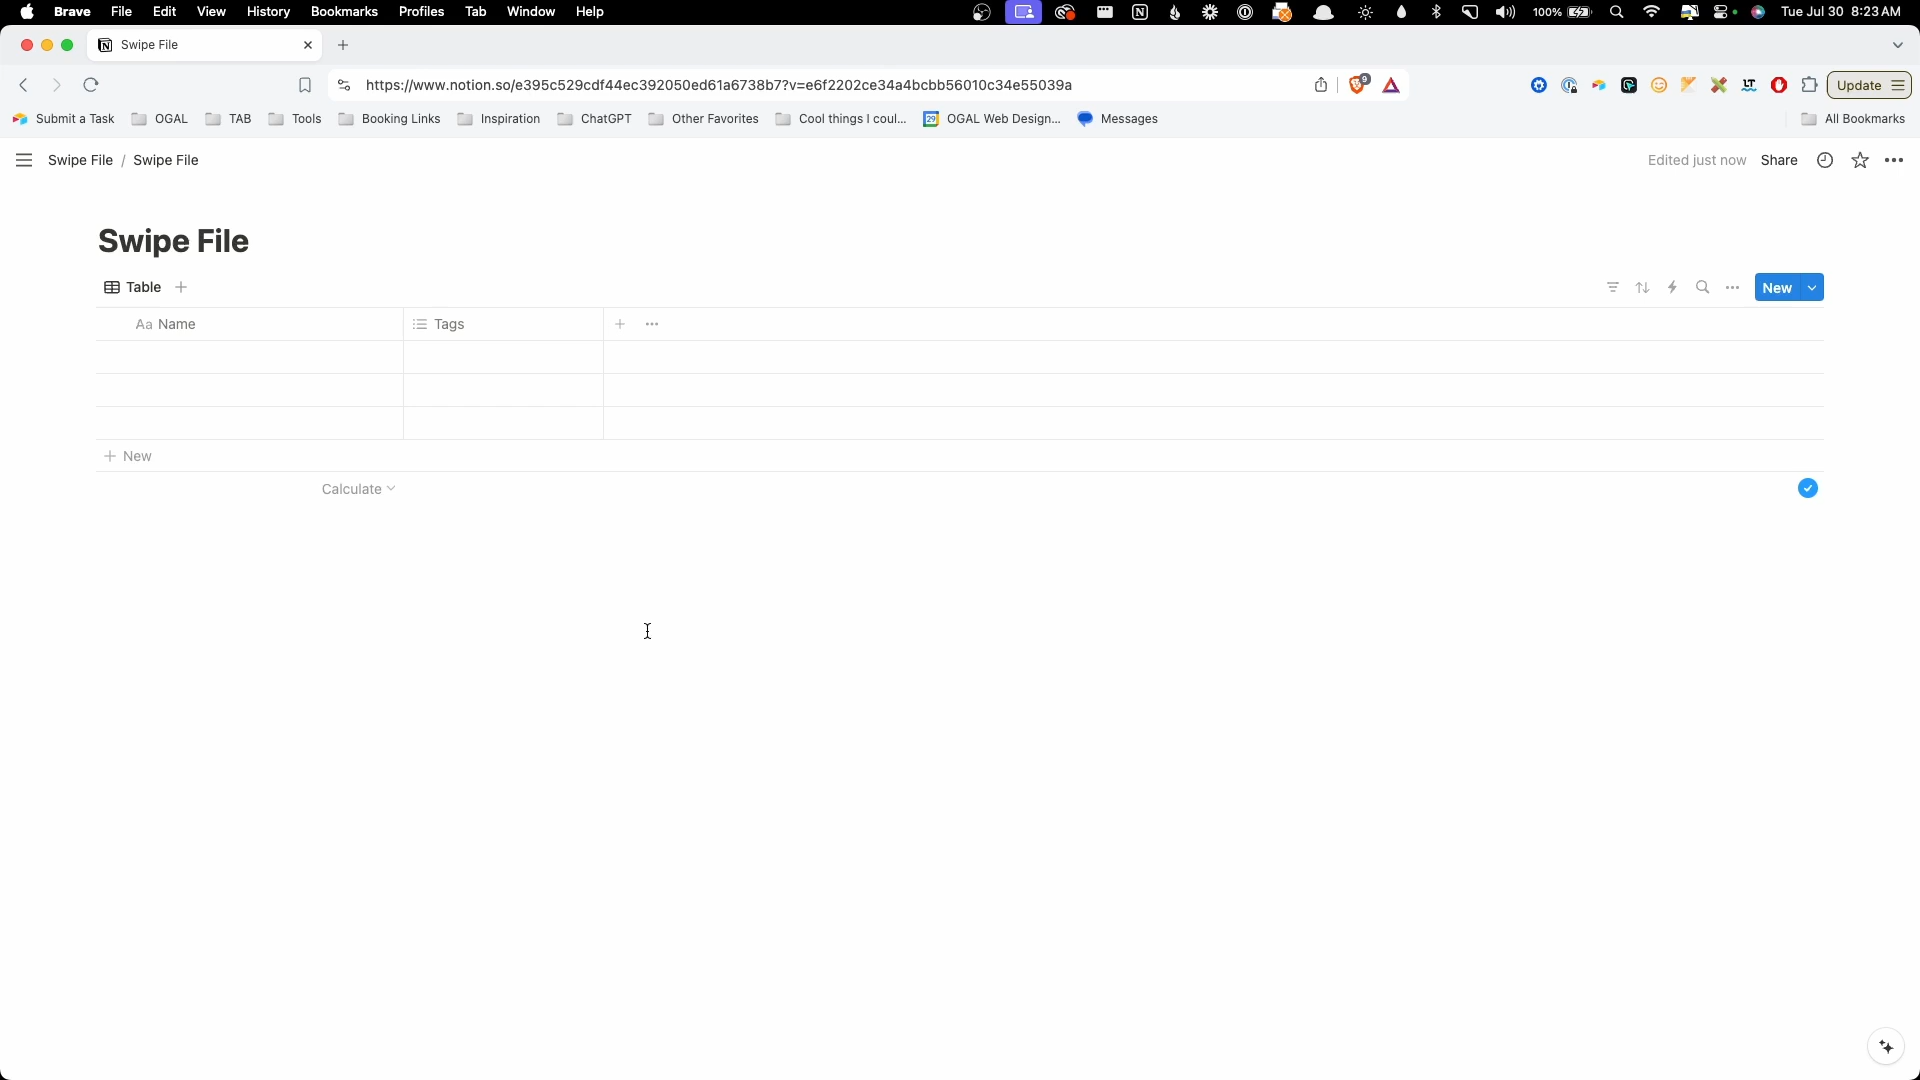 Brave File Edit View History Bookmarks Profiles Tab Window Help 100% Tue Jul 30 8:23 AM
Swipe File
https://www.notion.so/e395c529cdf44ec392050ed61a6738b7?v=e6f2202ce34a4bcbb56010c34e55039a 9 Update
Submit a Task OGAL TAB Tools Booking Links Inspiration ChatGPT Other Favorites Cool things I coul... 29 OGAL Web Design... Messages All Bookmarks
Swipe File / Swipe File Edited just now Share
Swipe File
Table New
Aa Name Tags
New
Calculate